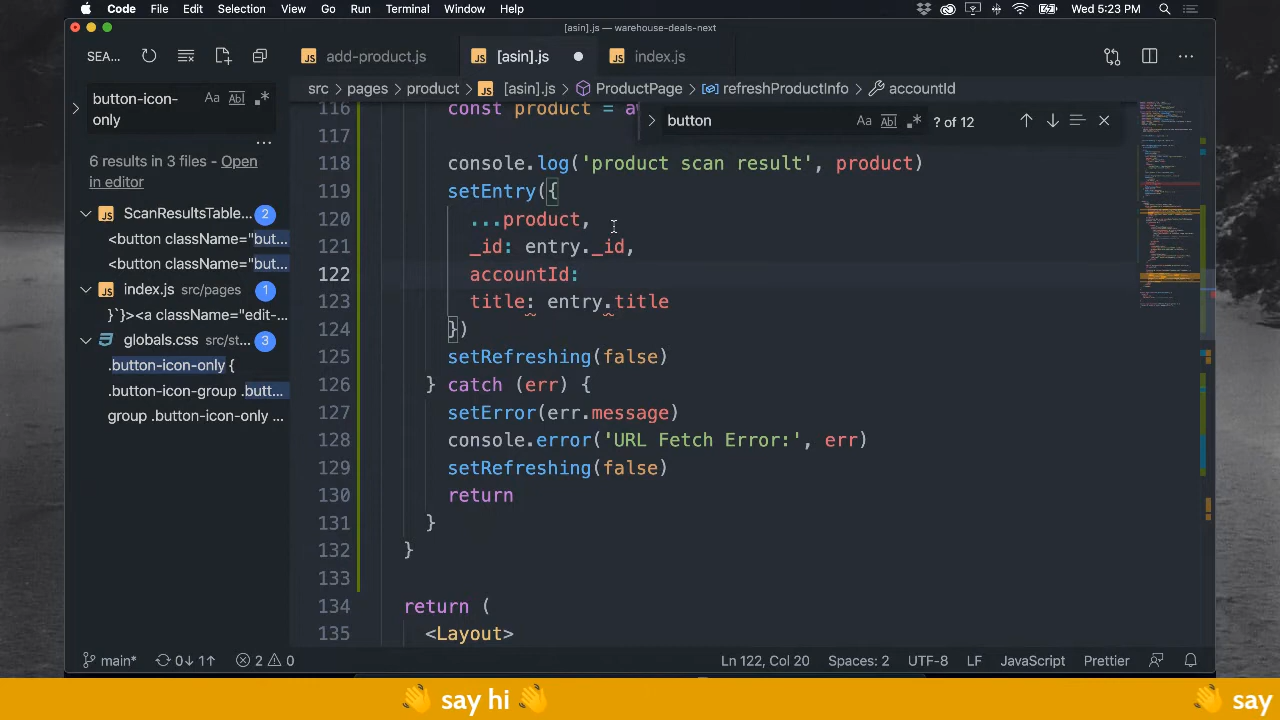 Code File Edit Selection View Go Run Terminal Window Help Wed 5:23 PM
[asin].js — warehouse-deals-next
SEA... add-product.js [asin].js index.js
src > pages > product > [asin].js > ProductPage > refreshProductInfo > accountId
button-icon-only
Aa Ab .*
6 results in 3 files - Open in editor
ScanResultsTable... 2
<button className="but...
<button className="but...
index.js src/pages 1
}`}><a className="edit-...
globals.css src/st... 3
.button-icon-only {
.button-icon-group .butt...
group .button-icon-only ...
button Aa Ab .* ? of 12
116 const product = a
117
118 console.log('product scan result', product)
119 setEntry({
120 ...product,
121 _id: entry._id,
122 accountId:
123 title: entry.title
124 })
125 setRefreshing(false)
126 } catch (err) {
127 setError(err.message)
128 console.error('URL Fetch Error:', err)
129 setRefreshing(false)
130 return
131 }
132 }
133
134 return (
135 <Layout>
main* 0↓ 1↑ 2 0 Ln 122, Col 20 Spaces: 2 UTF-8 LF JavaScript Prettier
👋 say hi 👋 👋 say